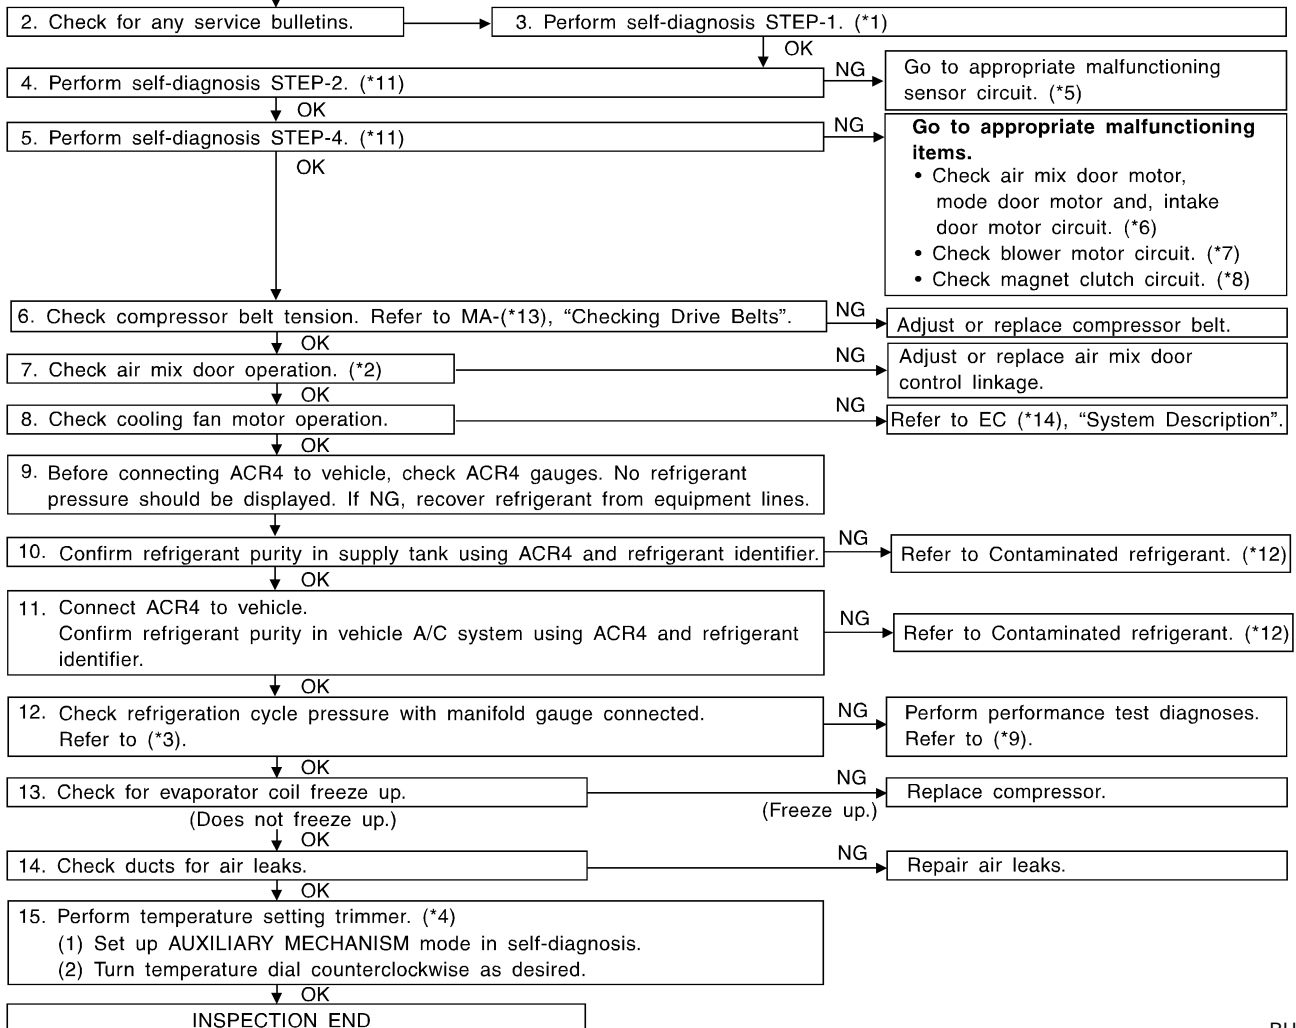 2. Check for any service bulletins.
3. Perform self-diagnosis STEP-1. (*1)
OK
4. Perform self-diagnosis STEP-2. (*11)
NG
Go to appropriate malfunctioning
sensor circuit. (*5)
OK
5. Perform self-diagnosis STEP-4. (*11)
NG
Go to appropriate malfunctioning
items.
• Check air mix door motor,
mode door motor and, intake
door motor circuit. (*6)
• Check blower motor circuit. (*7)
• Check magnet clutch circuit. (*8)
OK
6. Check compressor belt tension. Refer to MA-(*13), “Checking Drive Belts”.
NG
Adjust or replace compressor belt.
OK
7. Check air mix door operation. (*2)
NG
Adjust or replace air mix door
control linkage.
OK
8. Check cooling fan motor operation.
NG
Refer to EC (*14), “System Description”.
OK
9. Before connecting ACR4 to vehicle, check ACR4 gauges. No refrigerant
pressure should be displayed. If NG, recover refrigerant from equipment lines.
10. Confirm refrigerant purity in supply tank using ACR4 and refrigerant identifier.
NG
Refer to Contaminated refrigerant. (*12)
OK
11. Connect ACR4 to vehicle.
Confirm refrigerant purity in vehicle A/C system using ACR4 and refrigerant
identifier.
NG
Refer to Contaminated refrigerant. (*12)
OK
12. Check refrigeration cycle pressure with manifold gauge connected.
Refer to (*3).
NG
Perform performance test diagnoses.
Refer to (*9).
OK
13. Check for evaporator coil freeze up.
NG
(Freeze up.)
Replace compressor.
(Does not freeze up.)
OK
14. Check ducts for air leaks.
NG
Repair air leaks.
OK
15. Perform temperature setting trimmer. (*4)
(1) Set up AUXILIARY MECHANISM mode in self-diagnosis.
(2) Turn temperature dial counterclockwise as desired.
OK
INSPECTION END